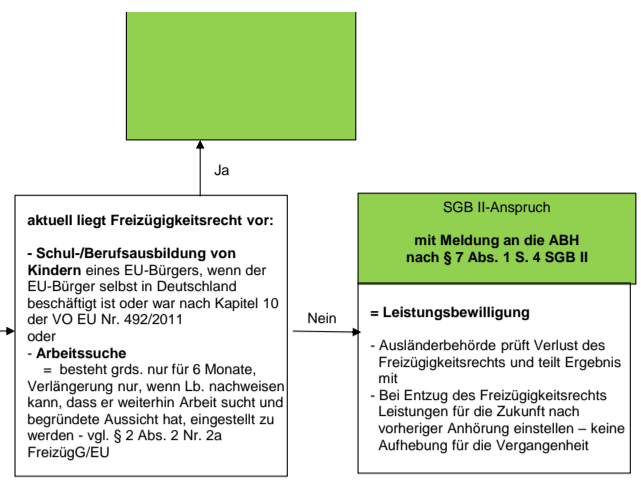 Ja
aktuell liegt Freizügigkeitsrecht vor:
- Schul-/Berufsausbildung von
Kindern eines EU-Bürgers, wenn der
EU-Bürger selbst in Deutschland
beschäftigt ist oder war nach Kapitel 10
der VO EU Nr. 492/2011
oder
- Arbeitssuche
= besteht grds. nur für 6 Monate,
Verlängerung nur, wenn Lb. nachweisen
kann, dass er weiterhin Arbeit sucht und
begründete Aussicht hat, eingestellt zu
werden - vgl. § 2 Abs. 2 Nr. 2a
FreizügG/EU
Nein
SGB II-Anspruch
mit Meldung an die ABH
nach § 7 Abs. 1 S. 4 SGB II
= Leistungsbewilligung
- Ausländerbehörde prüft Verlust des
Freizügigkeitsrechts und teilt Ergebnis
mit
- Bei Entzug des Freizügigkeitsrechts
Leistungen für die Zukunft nach
vorheriger Anhörung einstellen – keine
Aufhebung für die Vergangenheit